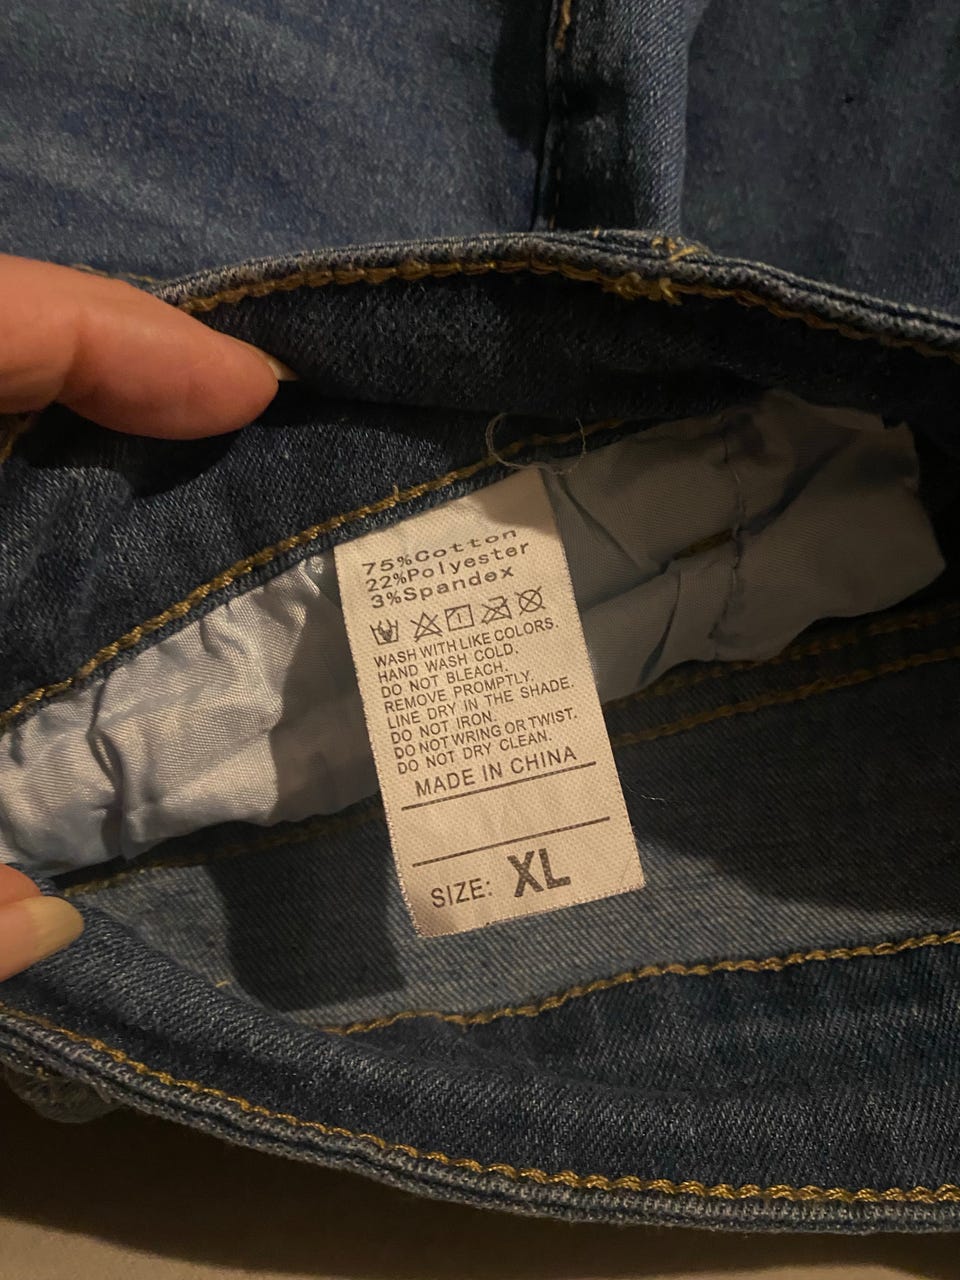 75%Cotton
22%Polyester
3%Spandex
WASH WITH LIKE COLORS.
HAND WASH COLD.
DO NOT BLEACH.
REMOVE PROMPTLY.
LINE DRY IN THE SHADE.
DO NOT IRON.
DO NOT WRING OR TWIST.
DO NOT DRY CLEAN.
MADE IN CHINA
SIZE: XL